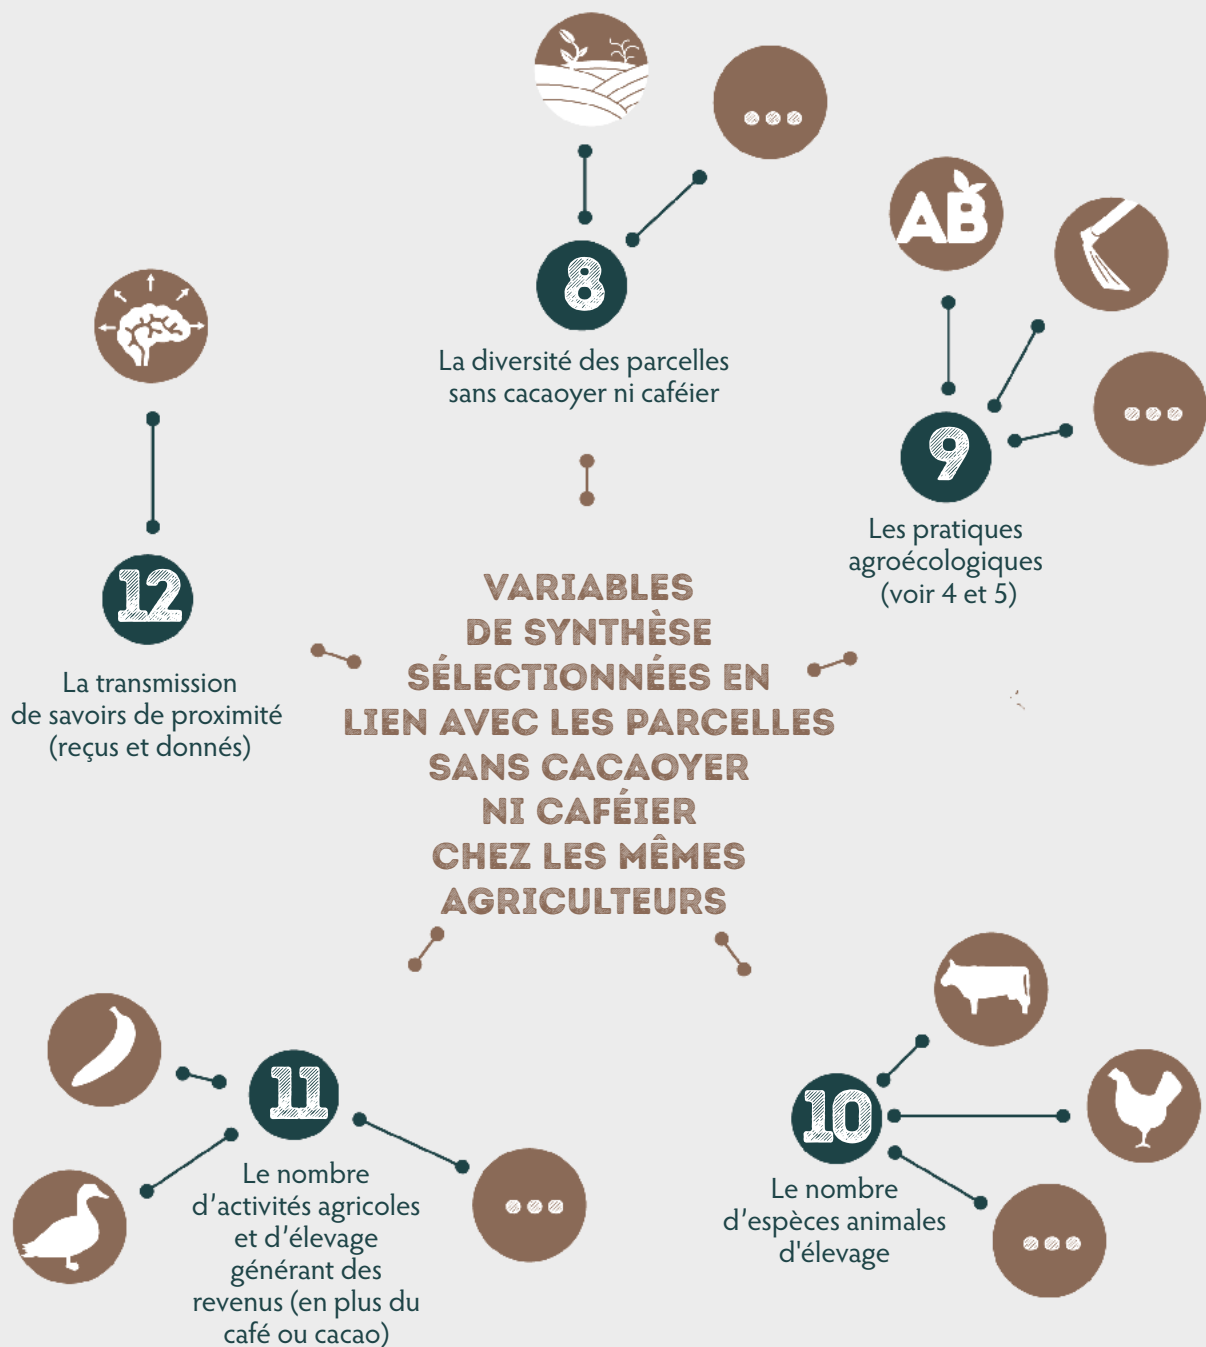 8
La diversité des parcelles
sans cacaoyer ni caféier
AB
9
Les pratiques
agroécologiques
(voir 4 et 5)
12
La transmission
de savoirs de proximité
(reçus et donnés)
VARIABLES
DE SYNTHÈSE
SÉLECTIONNÉES EN
LIEN AVEC LES PARCELLES
SANS CACAOYER
NI CAFÉIER
CHEZ LES MÊMES
AGRICULTEURS
11
Le nombre
d'activités agricoles
et d'élevage
générant des
revenus (en plus du
café ou cacao)
10
Le nombre
d'espèces animales
d'élevage